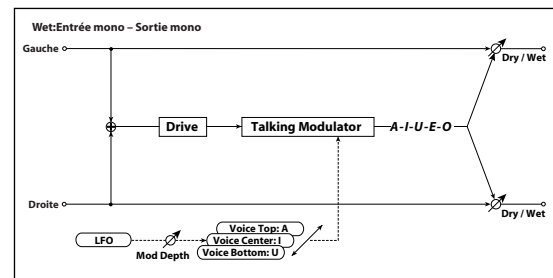 Wet:Entrée mono – Sortie mono
Gauche
Dry / Wet
Drive
Talking Modulator
A-I-U-E-O
Droite
Dry / Wet
LFO
Mod Depth
Voice Top: A
Voice Center: I
Voice Bottom: U